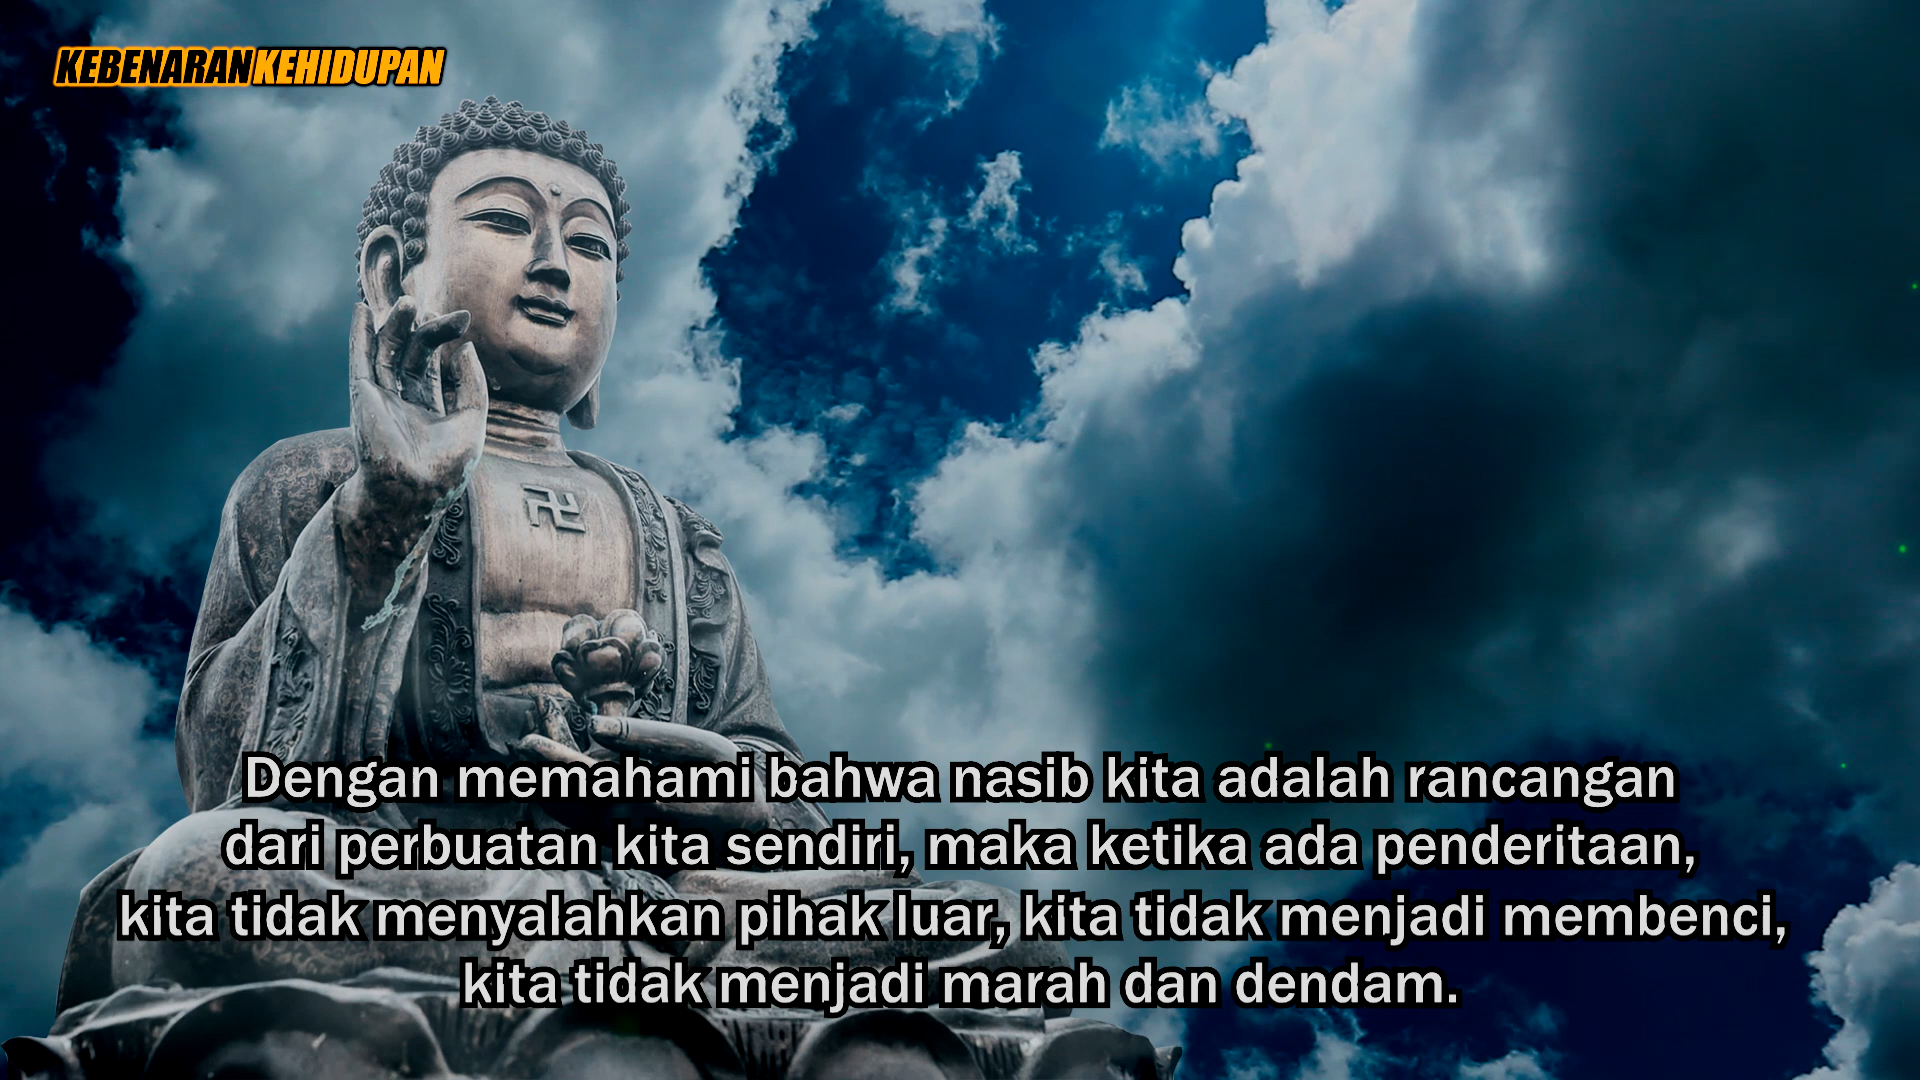 KEBENARANKEHIDUPAN
Dengan memahami bahwa nasib kita adalah rancangan
dari perbuatan kita sendiri, maka ketika ada penderitaan,
kita tidak menyalahkan pihak luar, kita tidak menjadi membenci,
kita tidak menjadi marah dan dendam.